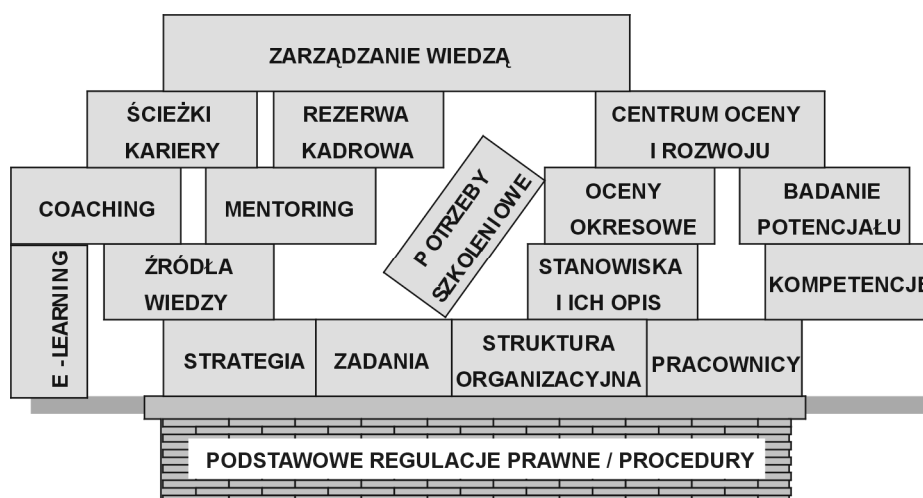 ZARZĄDZANIE WIEDZĄ
ŚCIEŻKI
KARIERY
REZERWA
KADROWA
CENTRUM OCENY
I ROZWOJU
COACHING
MENTORING
POTRZEBY
SZKOLENIOWE
OCENY
OKRESOWE
BADANIE
POTENCJAŁU
E -LEARNING
ŹRÓDŁA
WIEDZY
STANOWISKA
I ICH OPIS
KOMPETENCJE
STRATEGIA
ZADANIA
STRUKTURA
ORGANIZACYJNA
PRACOWNICY
PODSTAWOWE REGULACJE PRAWNE / PROCEDURY